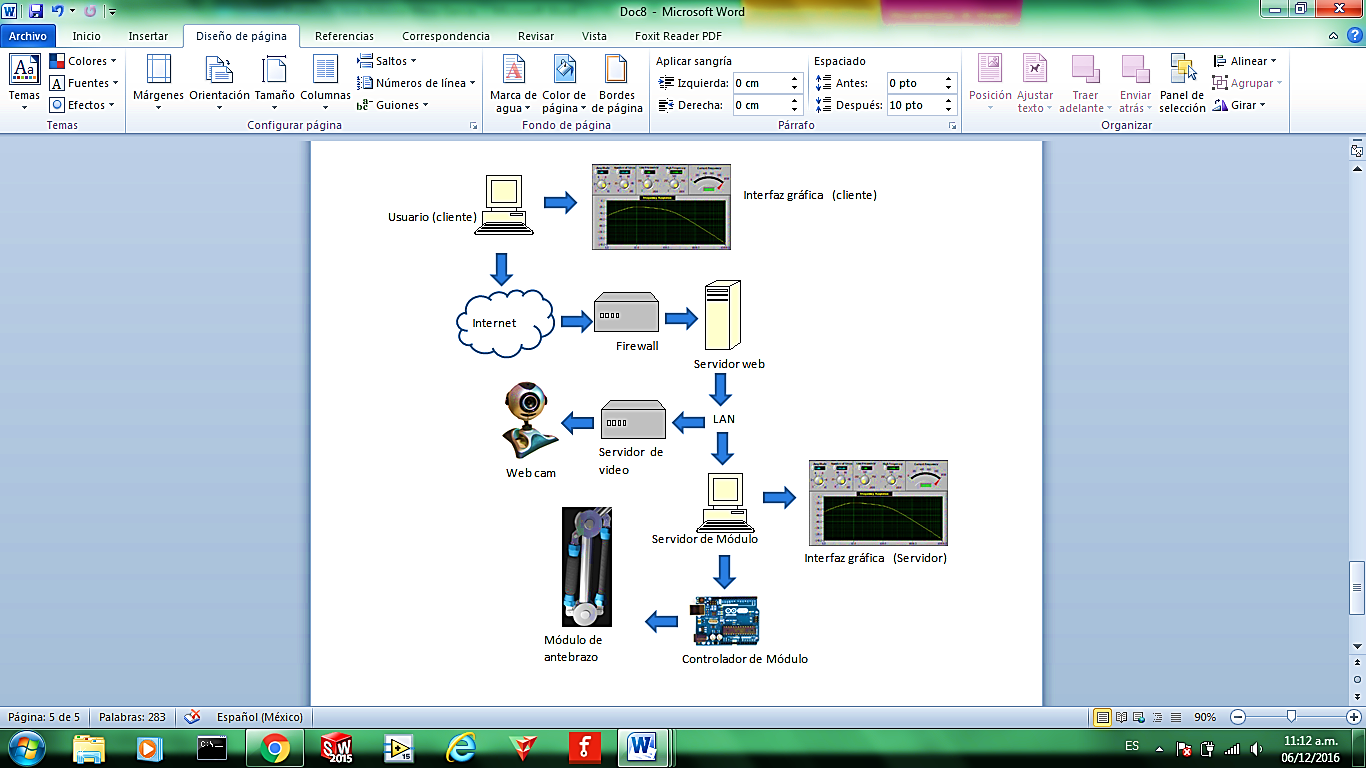 Doc8 - Microsoft Word
Archivo Inicio Insertar Diseño de página Referencias Correspondencia Revisar Vista Foxit Reader PDF
Temas
Colores
Fuentes
Efectos
Temas
Márgenes Orientación Tamaño Columnas
Saltos
Números de línea
Guiones
Configurar página
Marca de agua
Color de página
Bordes de página
Fondo de página
Aplicar sangría
Izquierda: 0 cm
Derecha: 0 cm
Espaciado
Antes: 0 pto
Después: 10 pto
Párrafo
Posición
Ajustar texto
Traer adelante
Enviar atrás
Panel de selección
Alinear
Agrupar
Girar
Organizar
Usuario (cliente)
Interfaz gráfica (cliente)
Internet
Firewall
Servidor web
LAN
Servidor de
video
Web cam
Servidor de Módulo
Interfaz gráfica (Servidor)
Módulo de
antebrazo
Controlador de Módulo
Página: 5 de 5 Palabras: 283 Español (México) 90%
ES 11:12 a.m.
06/12/2016